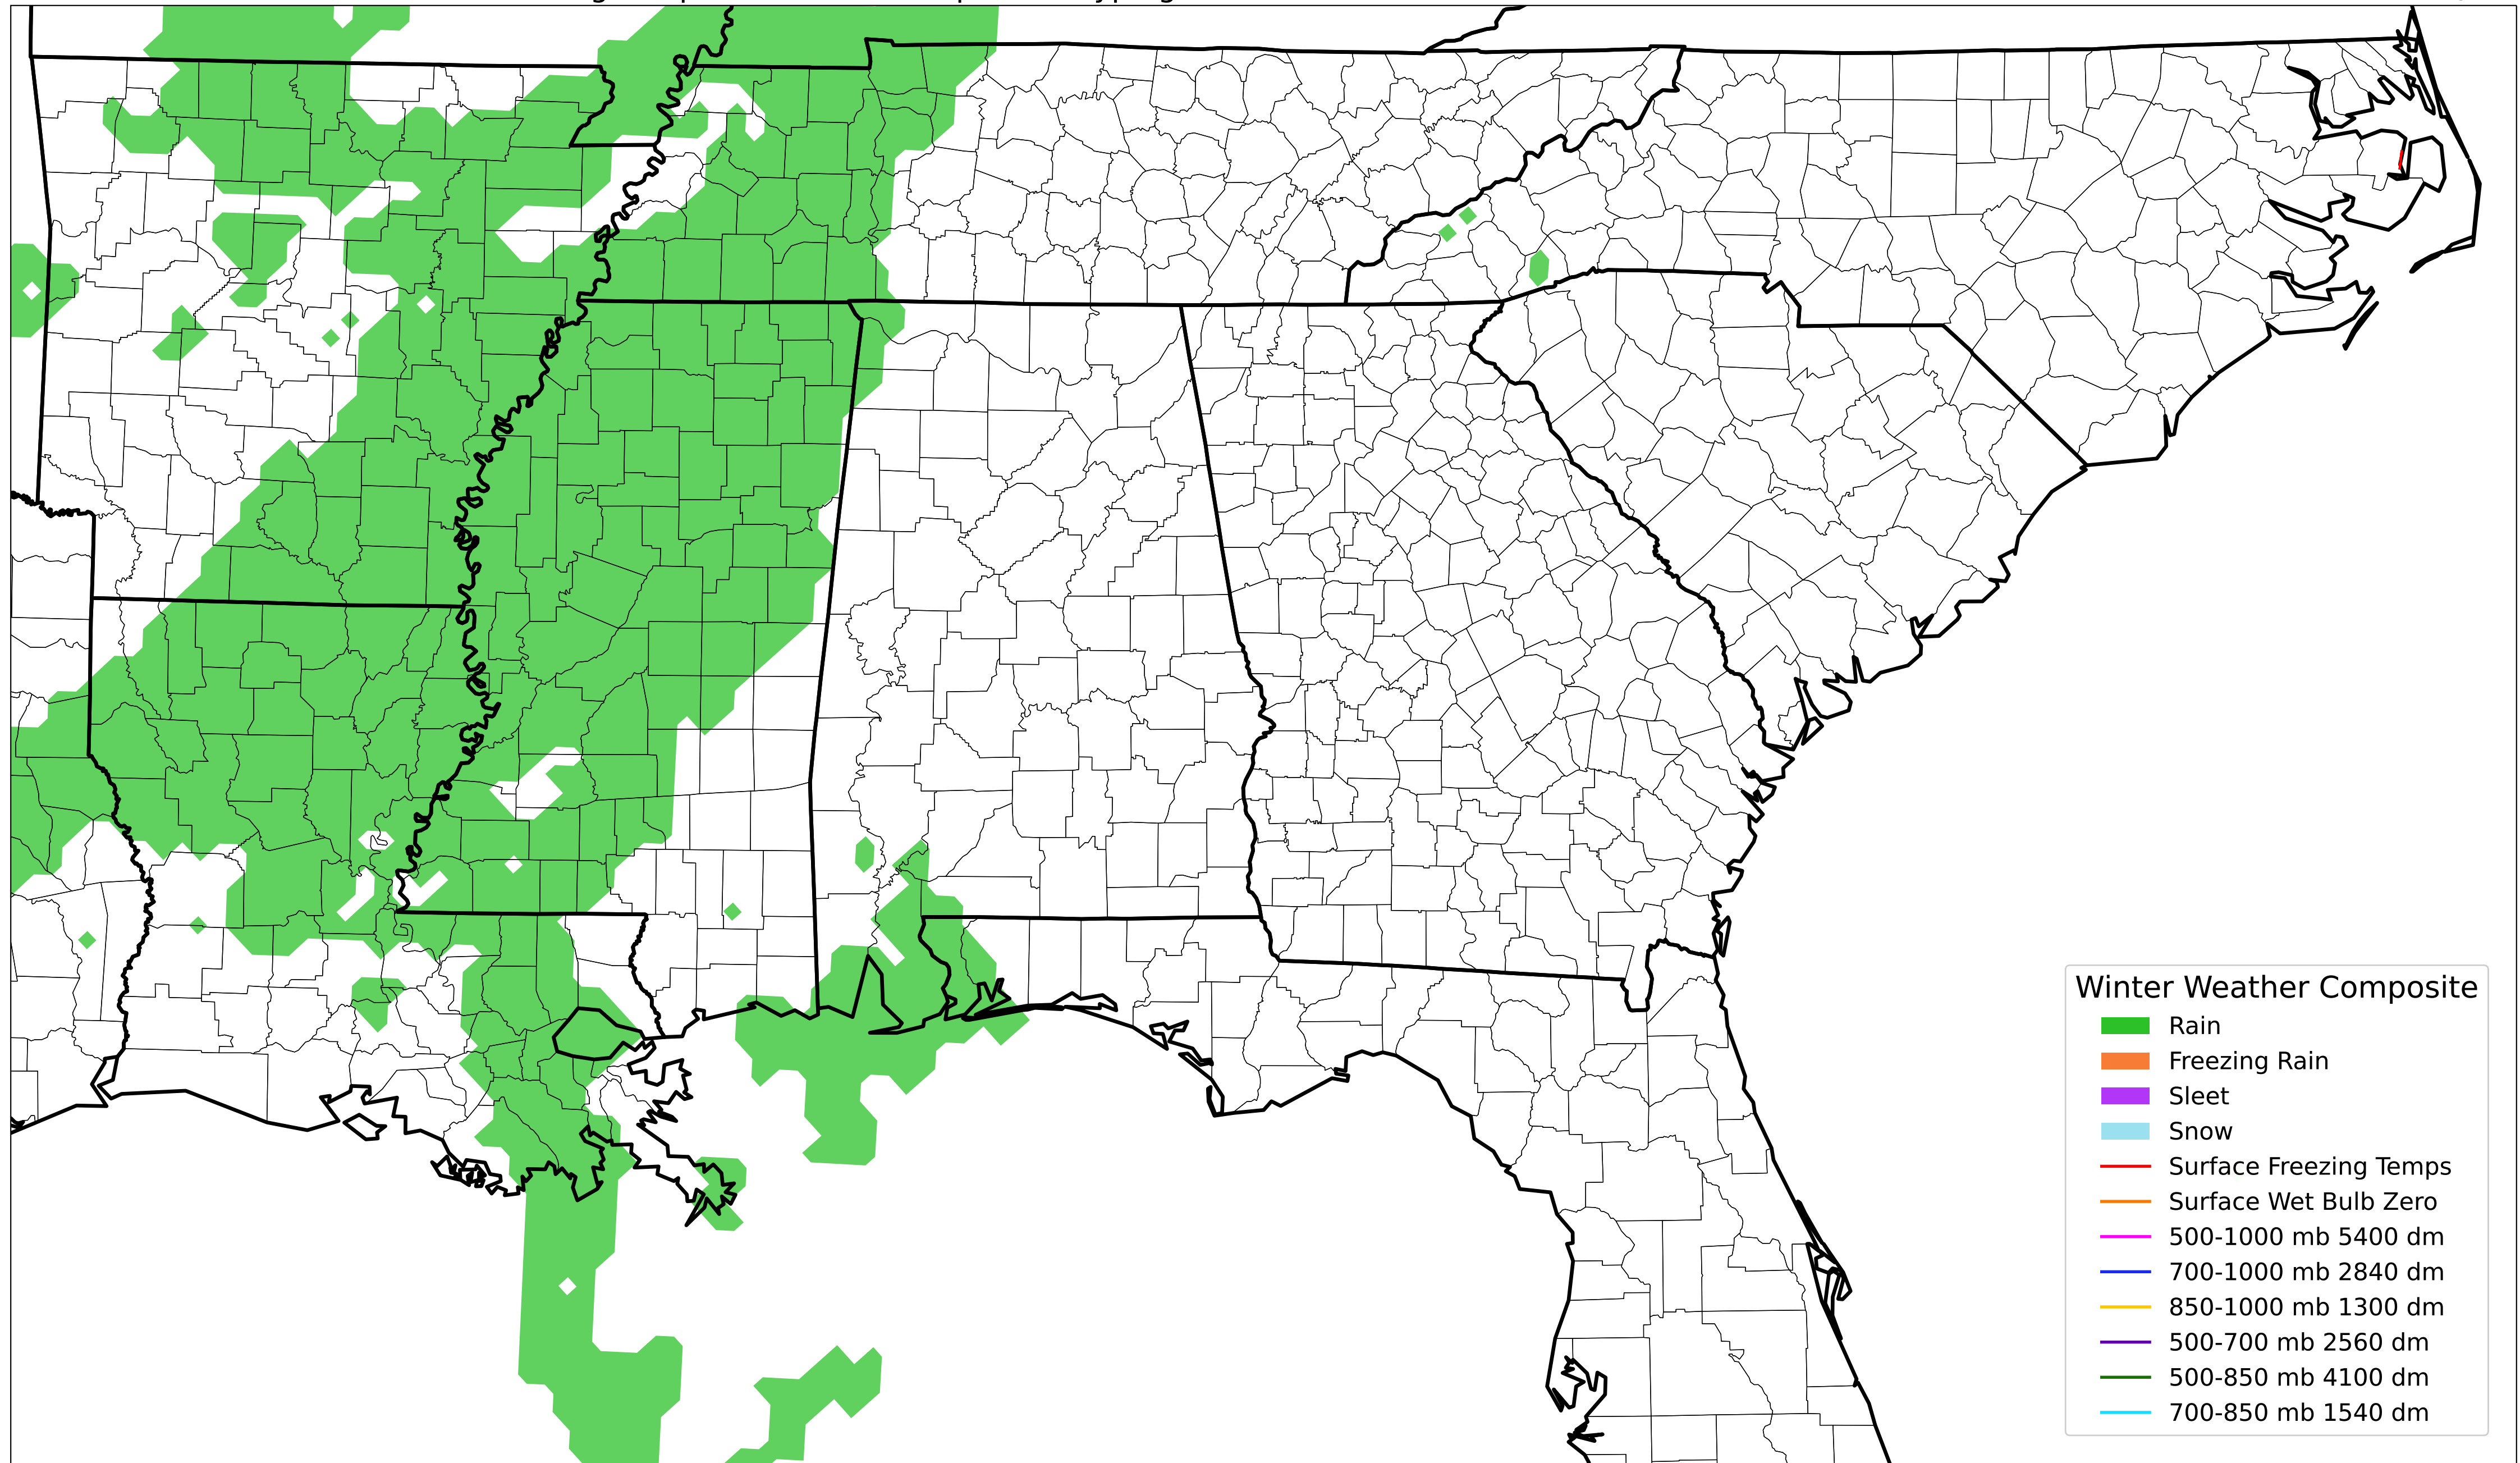 Winter Weather Composite
Rain
Freezing Rain
Sleet
Snow
Surface Freezing Temps
Surface Wet Bulb Zero
500-1000 mb 5400 dm
700-1000 mb 2840 dm
850-1000 mb 1300 dm
500-700 mb 2560 dm
500-850 mb 4100 dm
700-850 mb 1540 dm